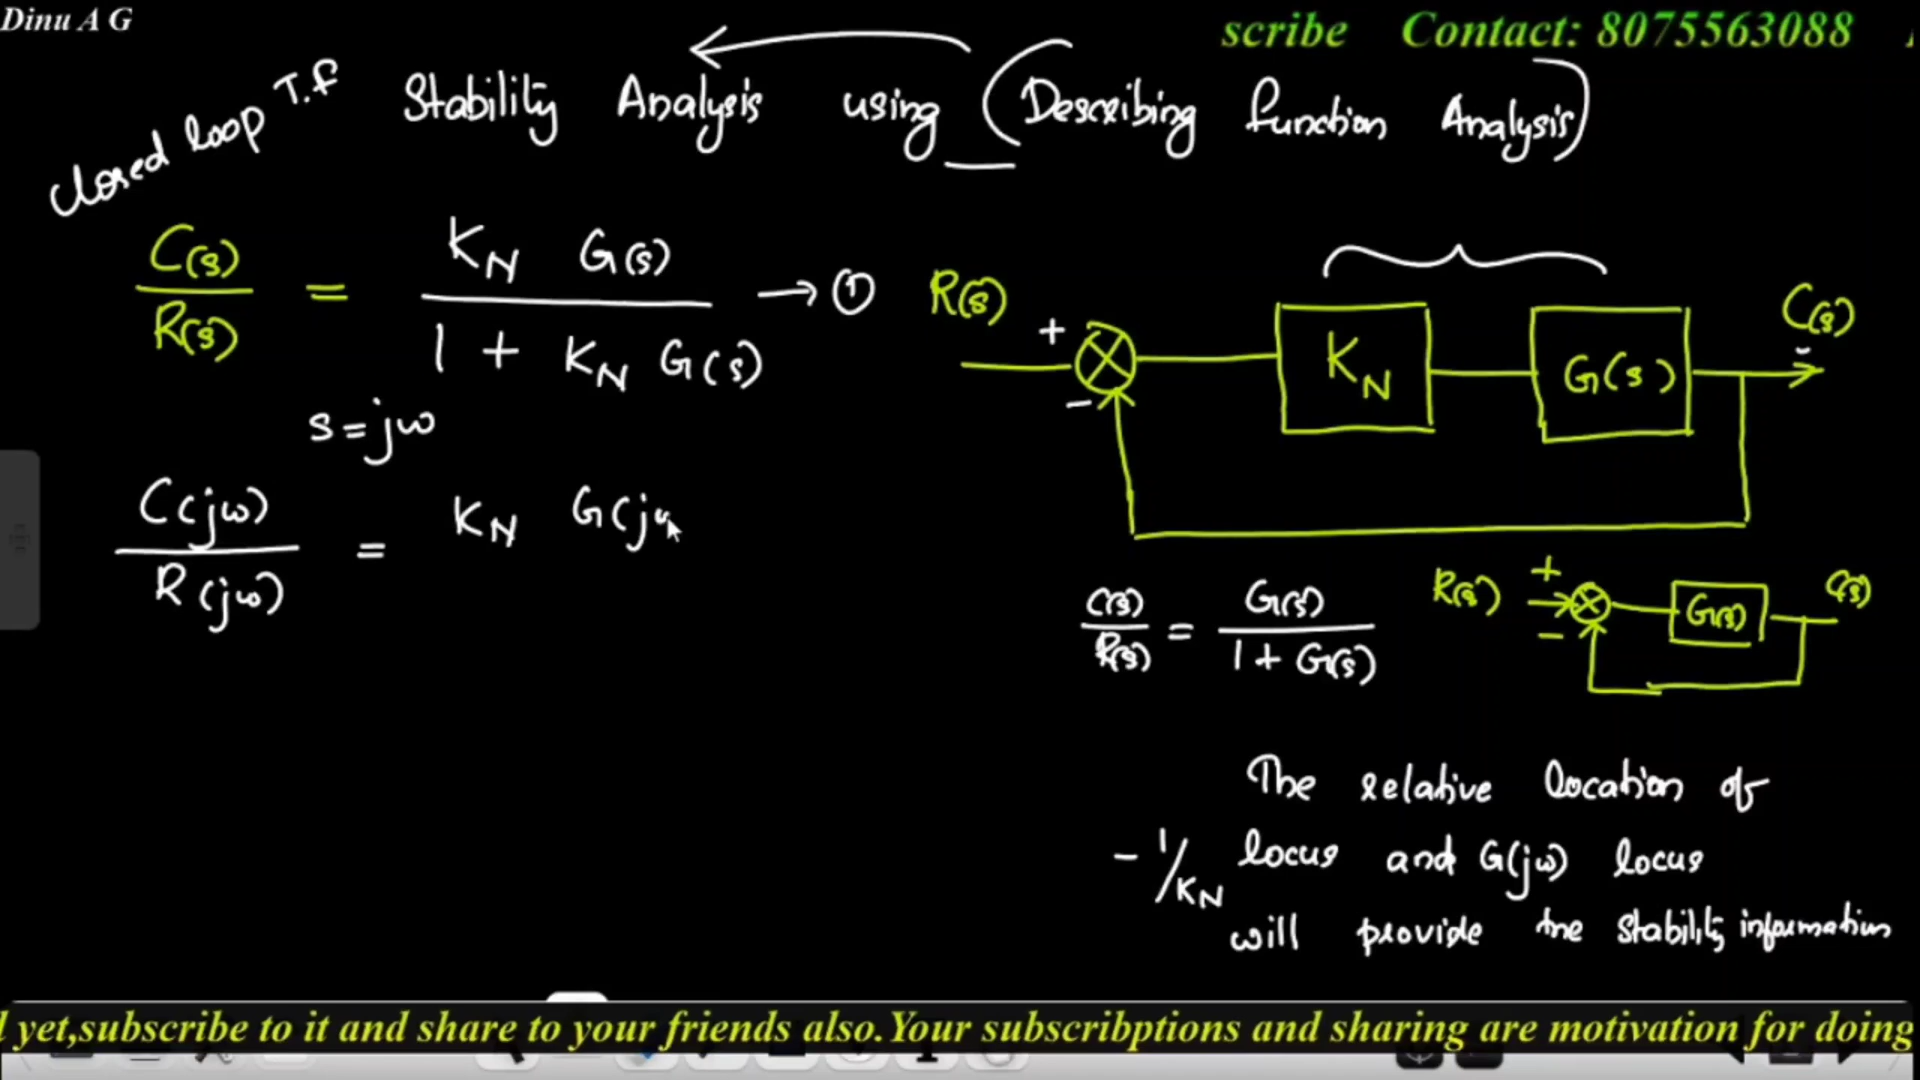 Dinu A G
scribe Contact: 8075563088
closed loop T.f
Stability Analysis using (Describing function Analysis)
C(s)/R(s) = K_N G(s) / 1 + K_N G(s) → ①
s = jω
C(jω)/R(jω) = K_N G(jω
R(s) + − K_N G(s) C(s)
C(s)/R(s) = G(s) / 1 + G(s)
R(s) + − G(s) C(s)
The relative location of
− 1/K_N locus and G(jω) locus
will provide the stability information
yet,subscribe to it and share to your friends also.Your subscribptions and sharing are motivation for doing